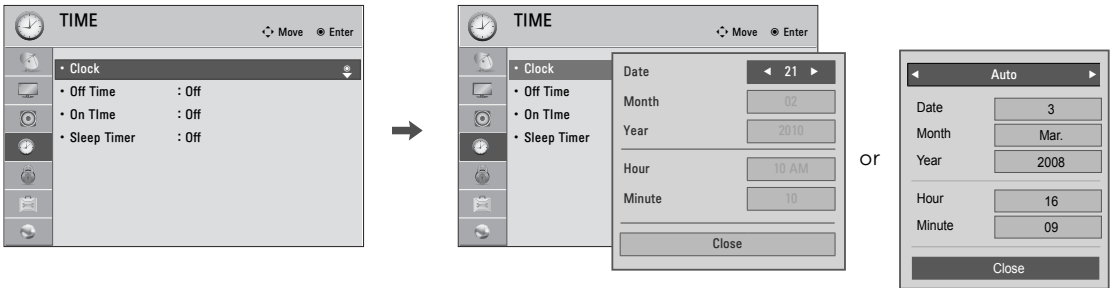 TIME
Move Enter
• Clock
• Off Time : Off
• On TIme : Off
• Sleep Timer : Off
TIME
Move Enter
• Clock
• Off Time
• On TIme
• Sleep Timer
Date ◄ 21 ►
Month 02
Year 2010
Hour 10 AM
Minute 10
Close
or
◄ Auto ►
Date 3
Month Mar.
Year 2008
Hour 16
Minute 09
Close